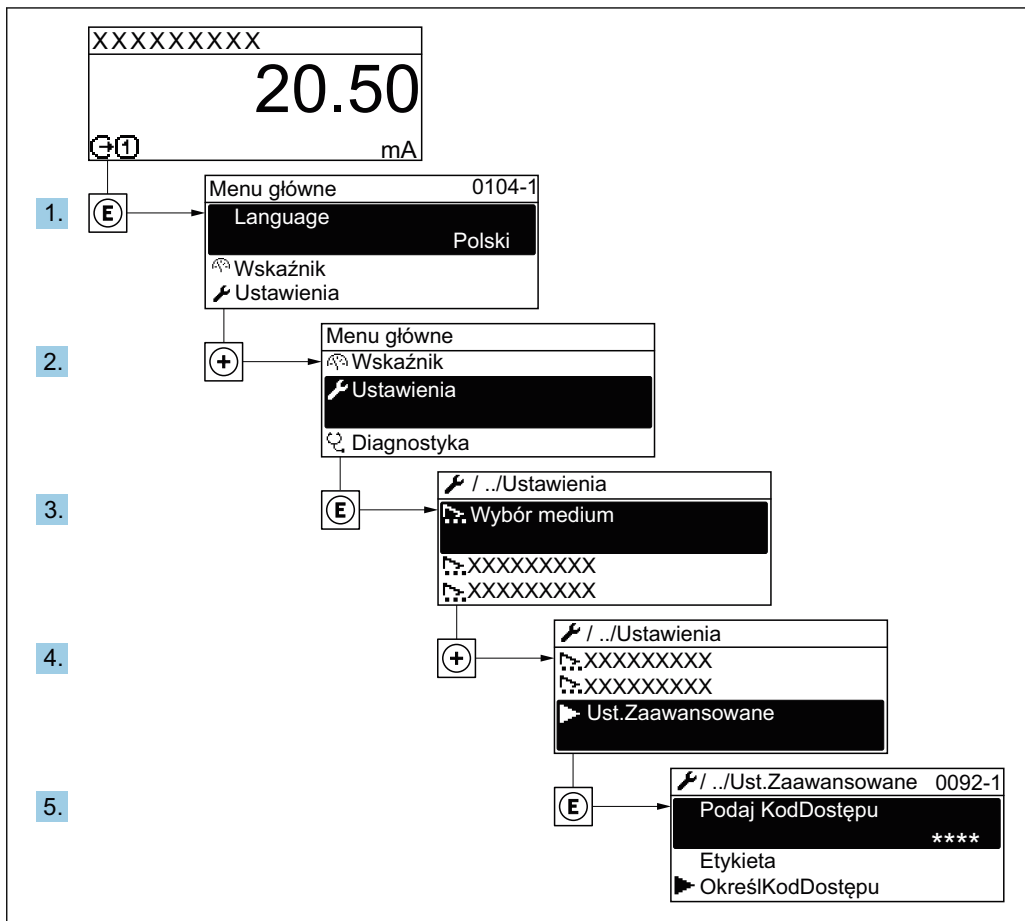 XXXXXXXXX
20.50
1 mA
1. E
Menu główne 0104-1
Language
Polski
Wskaźnik
Ustawienia
2. +
Menu główne
Wskaźnik
Ustawienia
Diagnostyka
3. E
/ ../Ustawienia
Wybór medium
XXXXXXXXX
XXXXXXXXX
4. +
/ ../Ustawienia
XXXXXXXXX
XXXXXXXXX
Ust.Zaawansowane
5. E
/ ../Ust.Zaawansowane 0092-1
Podaj KodDostępu
****
Etykieta
OkreślKodDostępu